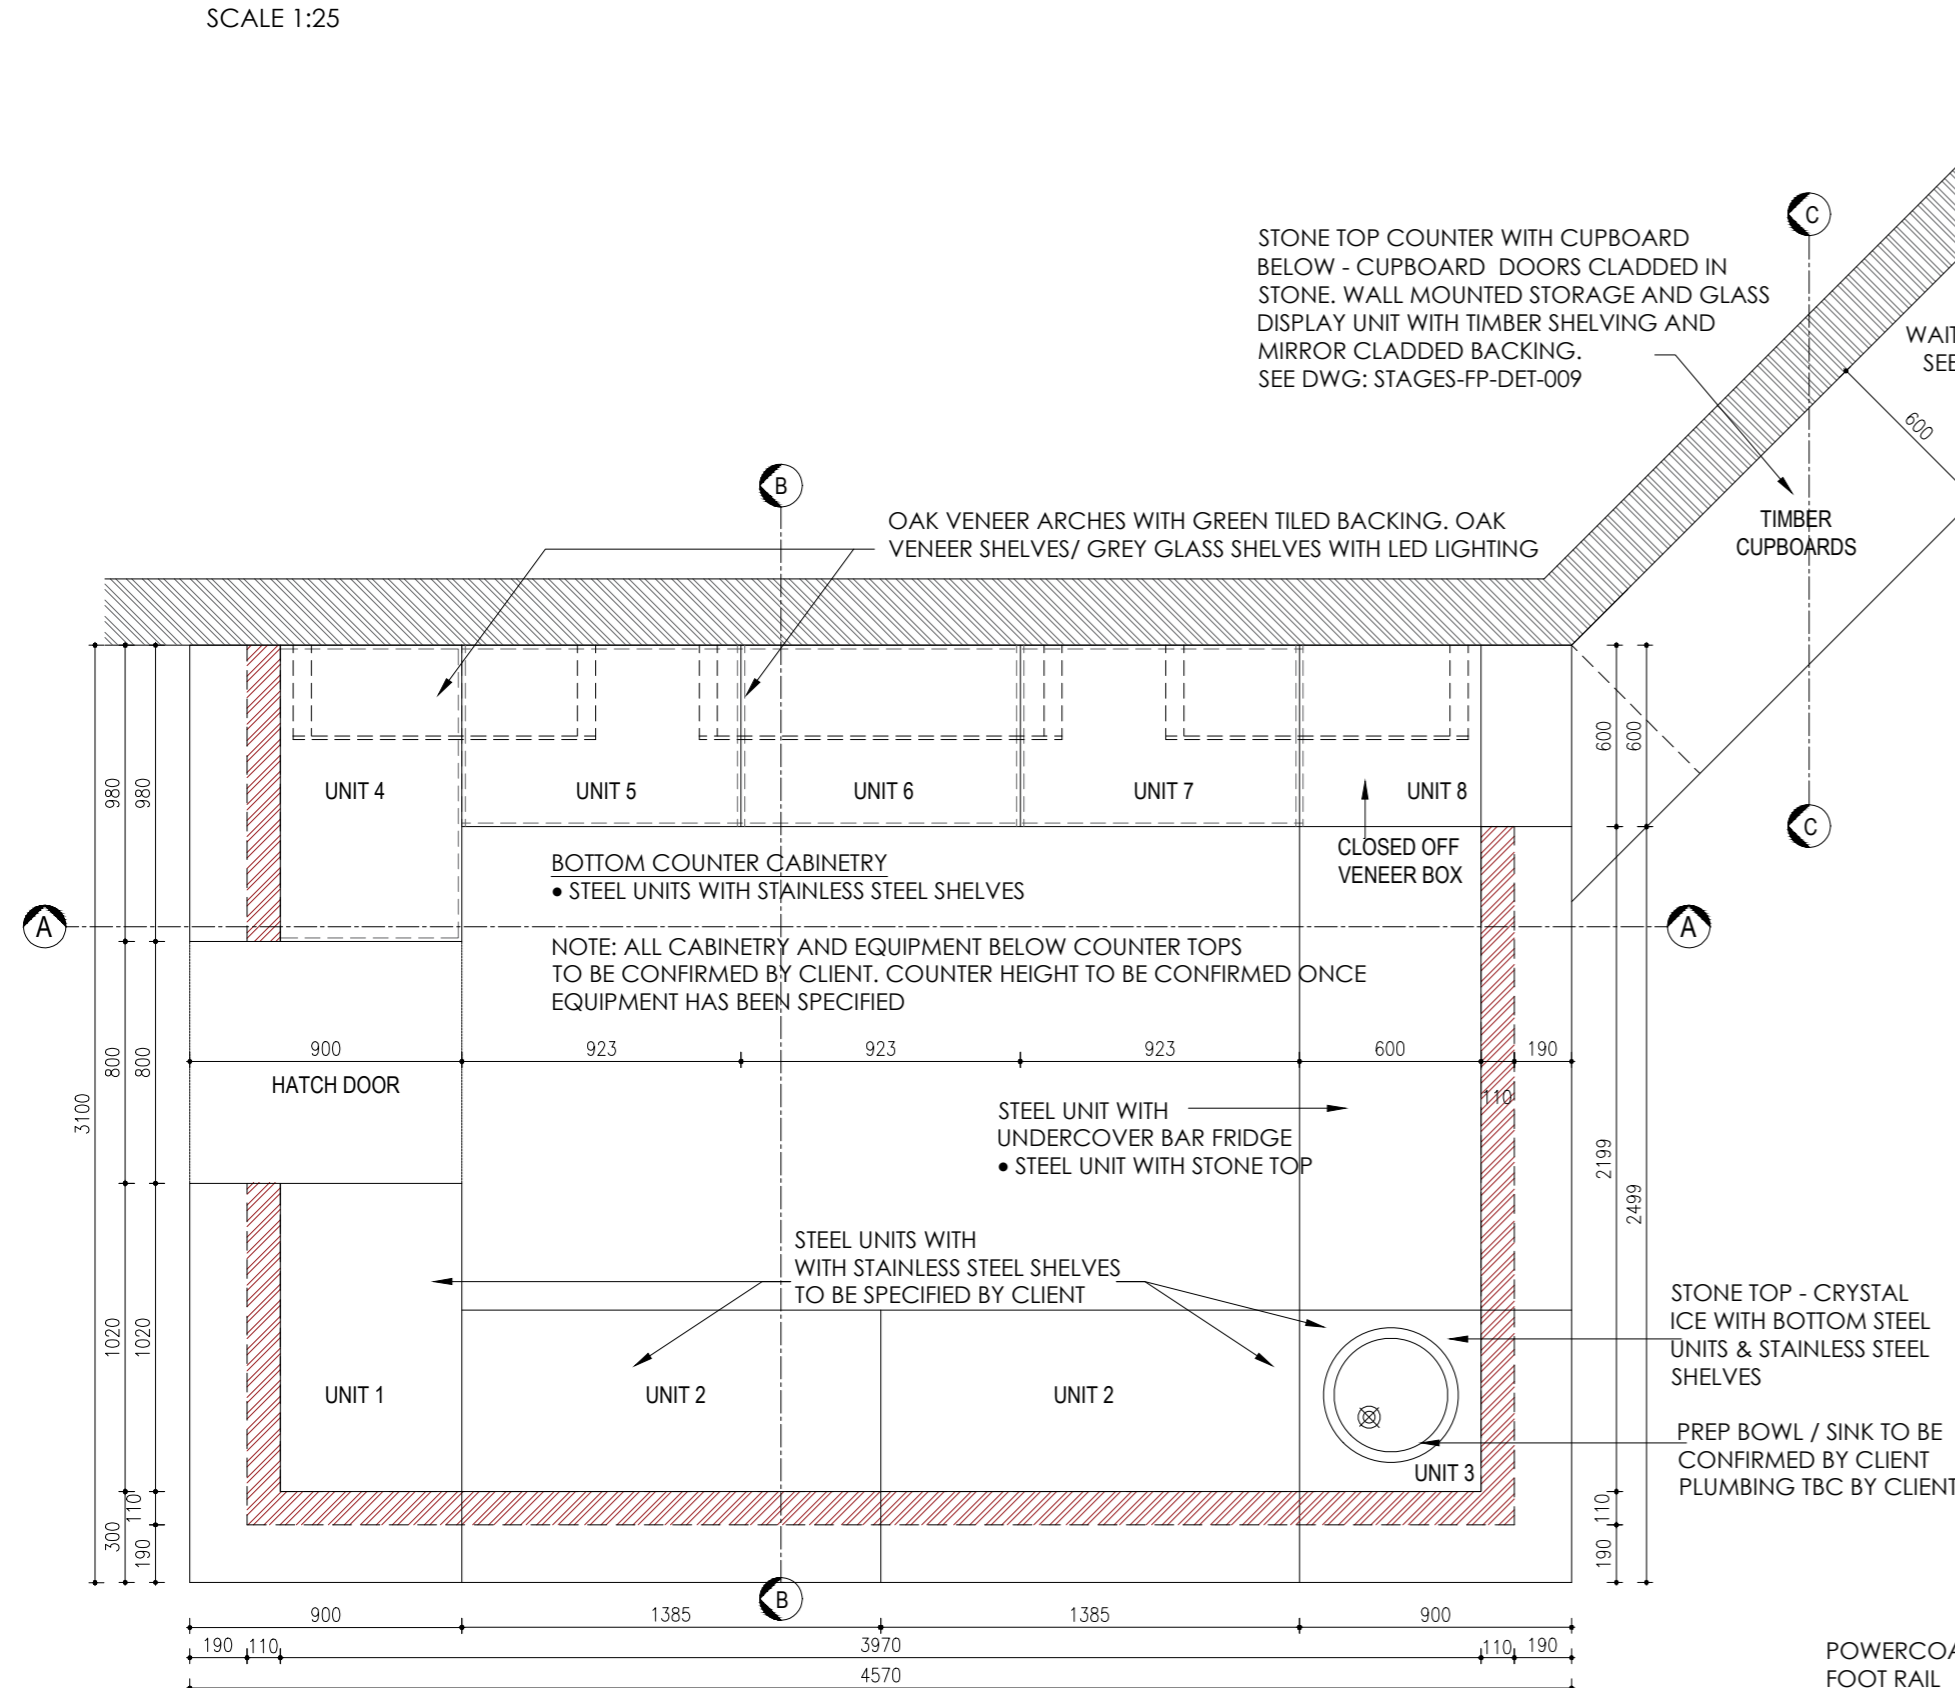 SCALE 1:25
C
STONE TOP COUNTER WITH CUPBOARD
BELOW - CUPBOARD DOORS CLADDED IN
STONE. WALL MOUNTED STORAGE AND GLASS
DISPLAY UNIT WITH TIMBER SHELVING AND
MIRROR CLADDED BACKING.
SEE DWG: STAGES-FP-DET-009
WAIT
SEE
600
B
OAK VENEER ARCHES WITH GREEN TILED BACKING. OAK
VENEER SHELVES/ GREY GLASS SHELVES WITH LED LIGHTING
TIMBER
CUPBOARDS
980
980
600
600
UNIT 4
UNIT 5
UNIT 6
UNIT 7
UNIT 8
C
CLOSED OFF
VENEER BOX
BOTTOM COUNTER CABINETRY
• STEEL UNITS WITH STAINLESS STEEL SHELVES
A
A
NOTE: ALL CABINETRY AND EQUIPMENT BELOW COUNTER TOPS
TO BE CONFIRMED BY CLIENT. COUNTER HEIGHT TO BE CONFIRMED ONCE
EQUIPMENT HAS BEEN SPECIFIED
3100
800
800
900
923
923
923
600
190
110
HATCH DOOR
STEEL UNIT WITH
UNDERCOVER BAR FRIDGE
• STEEL UNIT WITH STONE TOP
2199
2499
STEEL UNITS WITH
WITH STAINLESS STEEL SHELVES
TO BE SPECIFIED BY CLIENT
1020
1020
STONE TOP - CRYSTAL
ICE WITH BOTTOM STEEL
UNITS & STAINLESS STEEL
SHELVES
UNIT 1
UNIT 2
UNIT 2
UNIT 3
PREP BOWL / SINK TO BE
CONFIRMED BY CLIENT
PLUMBING TBC BY CLIENT
300
110
190
110
190
B
900
1385
1385
900
190
110
3970
110
190
4570
POWERCOA
FOOT RAIL